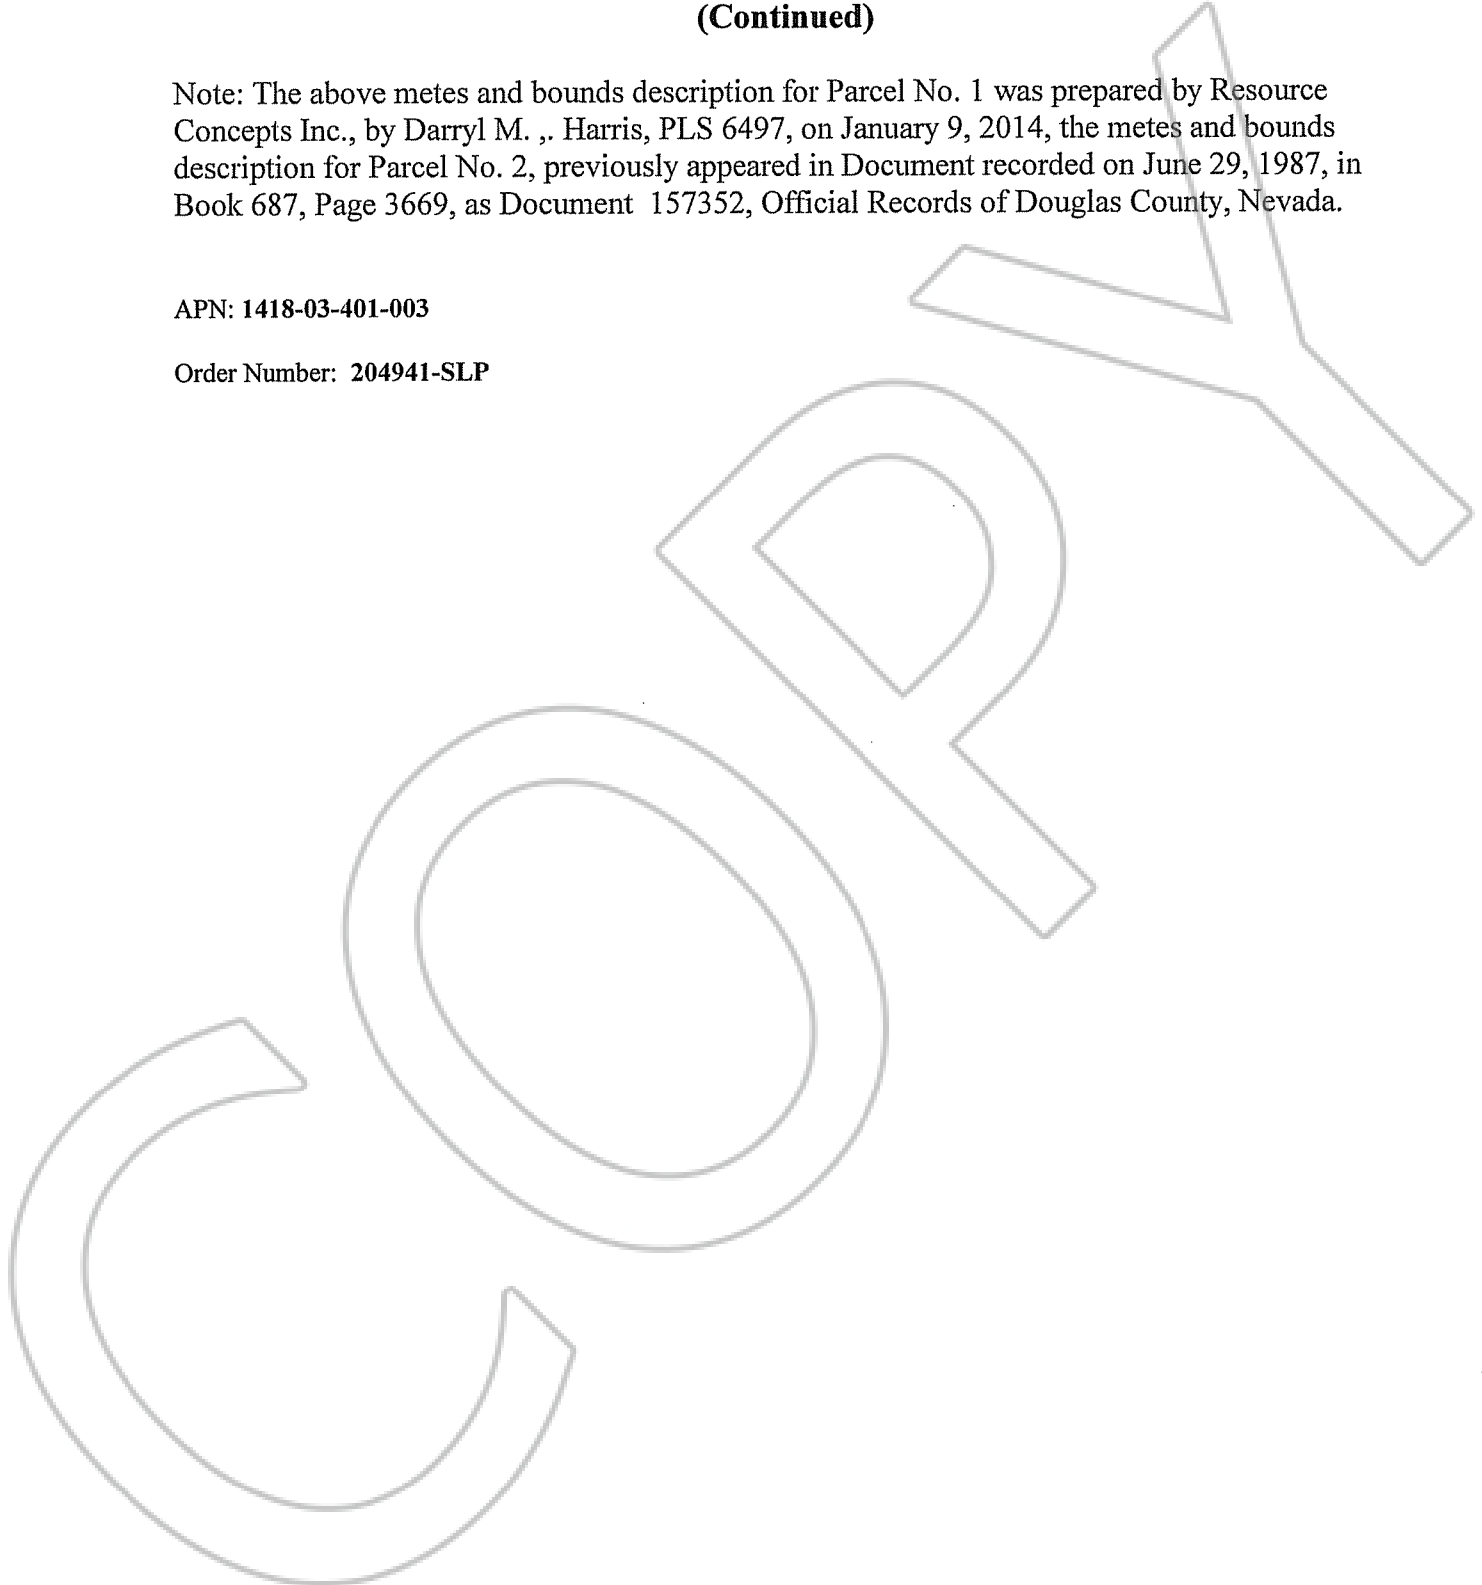 (Continued)
Note: The above metes and bounds description for Parcel No. 1 was prepared by Resource
Concepts Inc., by Darryl M. ,. Harris, PLS 6497, on January 9, 2014, the metes and bounds
description for Parcel No. 2, previously appeared in Document recorded on June 29, 1987, in
Book 687, Page 3669, as Document 157352, Official Records of Douglas County, Nevada.
APN: 1418-03-401-003
Order Number: 204941-SLP
COPY